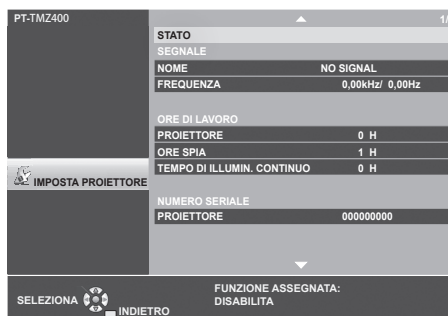 PT-TMZ400
1/
STATO
SEGNALE
NOME NO SIGNAL
FREQUENZA 0,00kHz/ 0,00Hz
ORE DI LAVORO
PROIETTORE 0 H
ORE SPIA 1 H
TEMPO DI ILLUMIN. CONTINUO 0 H
IMPOSTA PROIETTORE
NUMERO SERIALE
PROIETTORE 000000000
SELEZIONA
INDIETRO
FUNZIONE ASSEGNATA:
DISABILITA